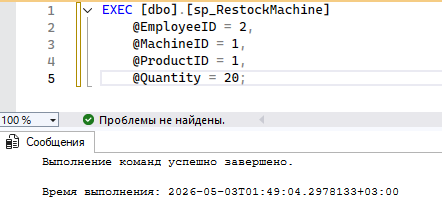 1 EXEC [dbo].[sp_RestockMachine]
2 @EmployeeID = 2,
3 @MachineID = 1,
4 @ProductID = 1,
5 @Quantity = 20;
100 % Проблемы не найдены.
Сообщения
Выполнение команд успешно завершено.
Время выполнения: 2026-05-03T01:49:04.2978133+03:00